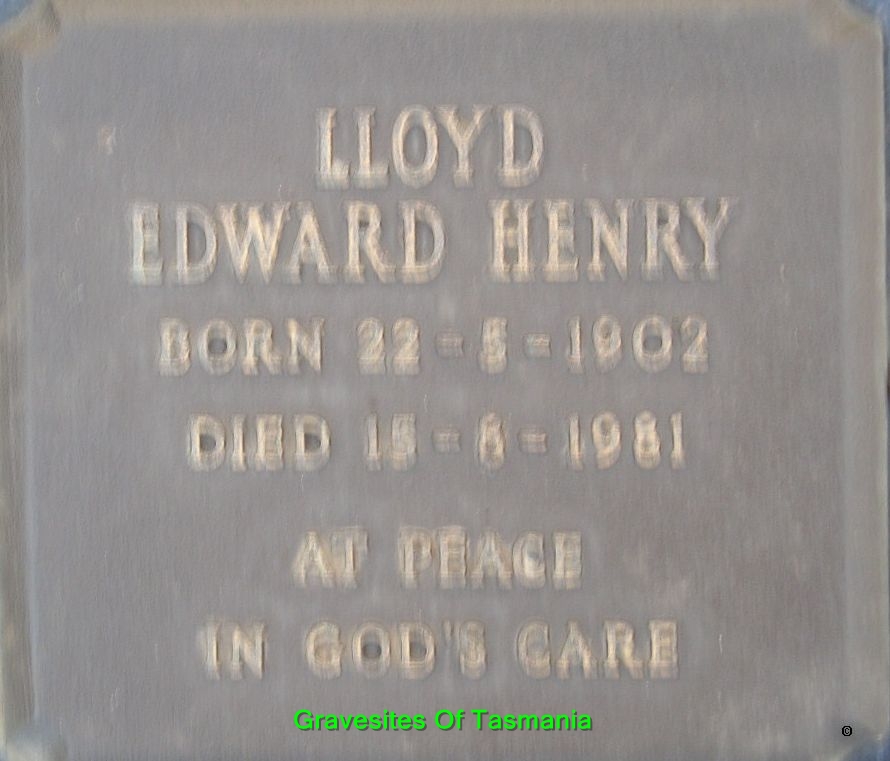 LLOYD
EDWARD HENRY
BORN 22-5-1902
DIED 15-6-1981
AT PEACE
IN GOD'S CARE
Gravesites Of Tasmania
©